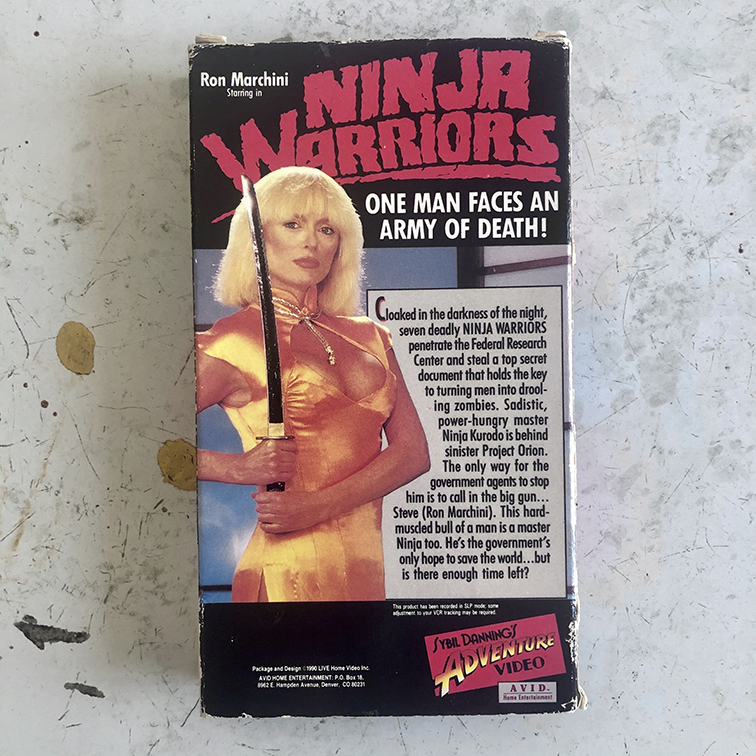 Ron Marchini
Starring in
NINJA
WARRIORS
ONE MAN FACES AN
ARMY OF DEATH!
Cloaked in the darkness of the night,
seven deadly NINJA WARRIORS
penetrate the Federal Research
Center and steal a top secret
document that holds the key
to turning men into drool-
ing zombies. Sadistic,
power-hungry master
Ninja Kurodo is behind
sinister Project Orion.
The only way for the
government agents to stop
him is to call in the big gun...
Steve (Ron Marchini). This hard-
muscled bull of a man is a master
Ninja too. He's the government's
only hope to save the world...but
is there enough time left?
This product has been recorded in SLP mode; some
adjustment to your VCR tracking may be required.
SYBIL DANNING'S
ADVENTURE
VIDEO
A.V.I.D.
Home Entertainment
Package and Design ©1990 LIVE Home Video Inc.
AVID HOME ENTERTAINMENT: P.O. Box 18,
8962 E. Hampden Avenue, Denver, CO 80231